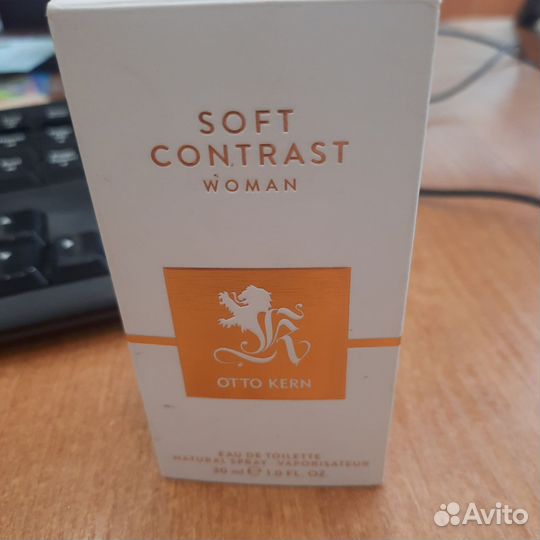 SOFT
CONTRAST
WOMAN
K
OTTO KERN
EAU DE TOILETTE
NATURAL SPRAY · VAPORISATEUR
30 ml ℮ 1.0 FL. OZ.
Avito